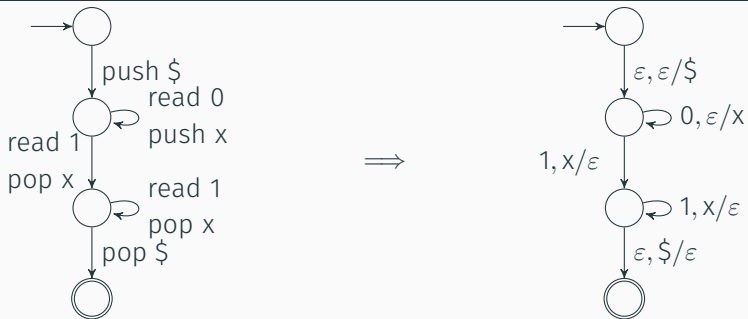 push $
read 0
push x
read 1
pop x
read 1
pop x
pop $
⟹
ε, ε/$
0, ε/x
1, x/ε
1, x/ε
ε, $/ε